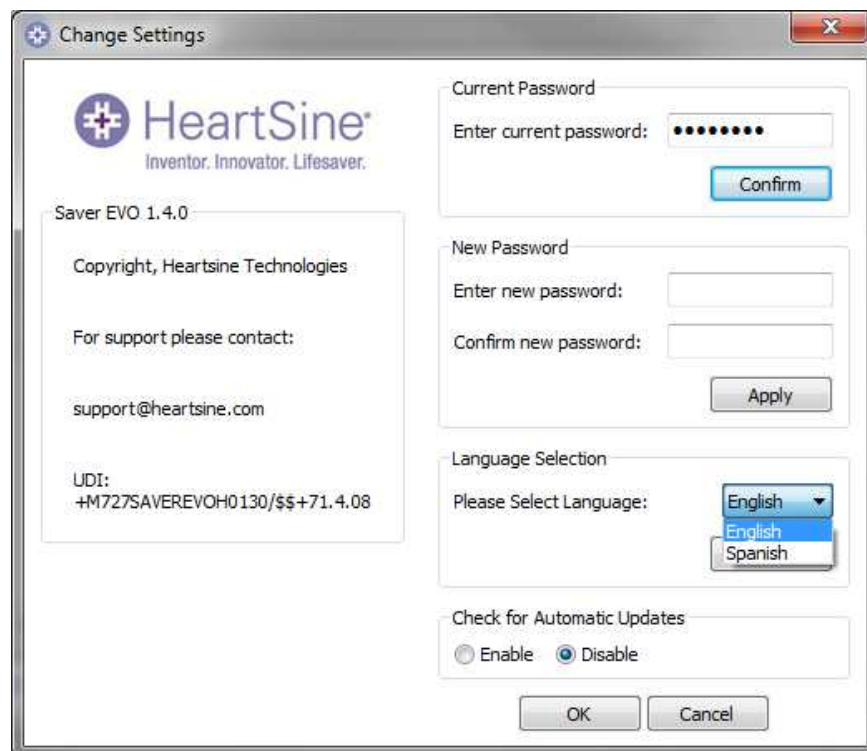 Change Settings
HeartSine®
Inventor. Innovator. Lifesaver.
Saver EVO 1.4.0
Copyright, Heartsine Technologies
For support please contact:
support@heartsine.com
UDI:
+M727SAVEREVOH0130/$$+71.4.08
Current Password
Enter current password: ••••••••
Confirm
New Password
Enter new password:
Confirm new password:
Apply
Language Selection
Please Select Language: English
English
Spanish
Check for Automatic Updates
Enable Disable
OK Cancel